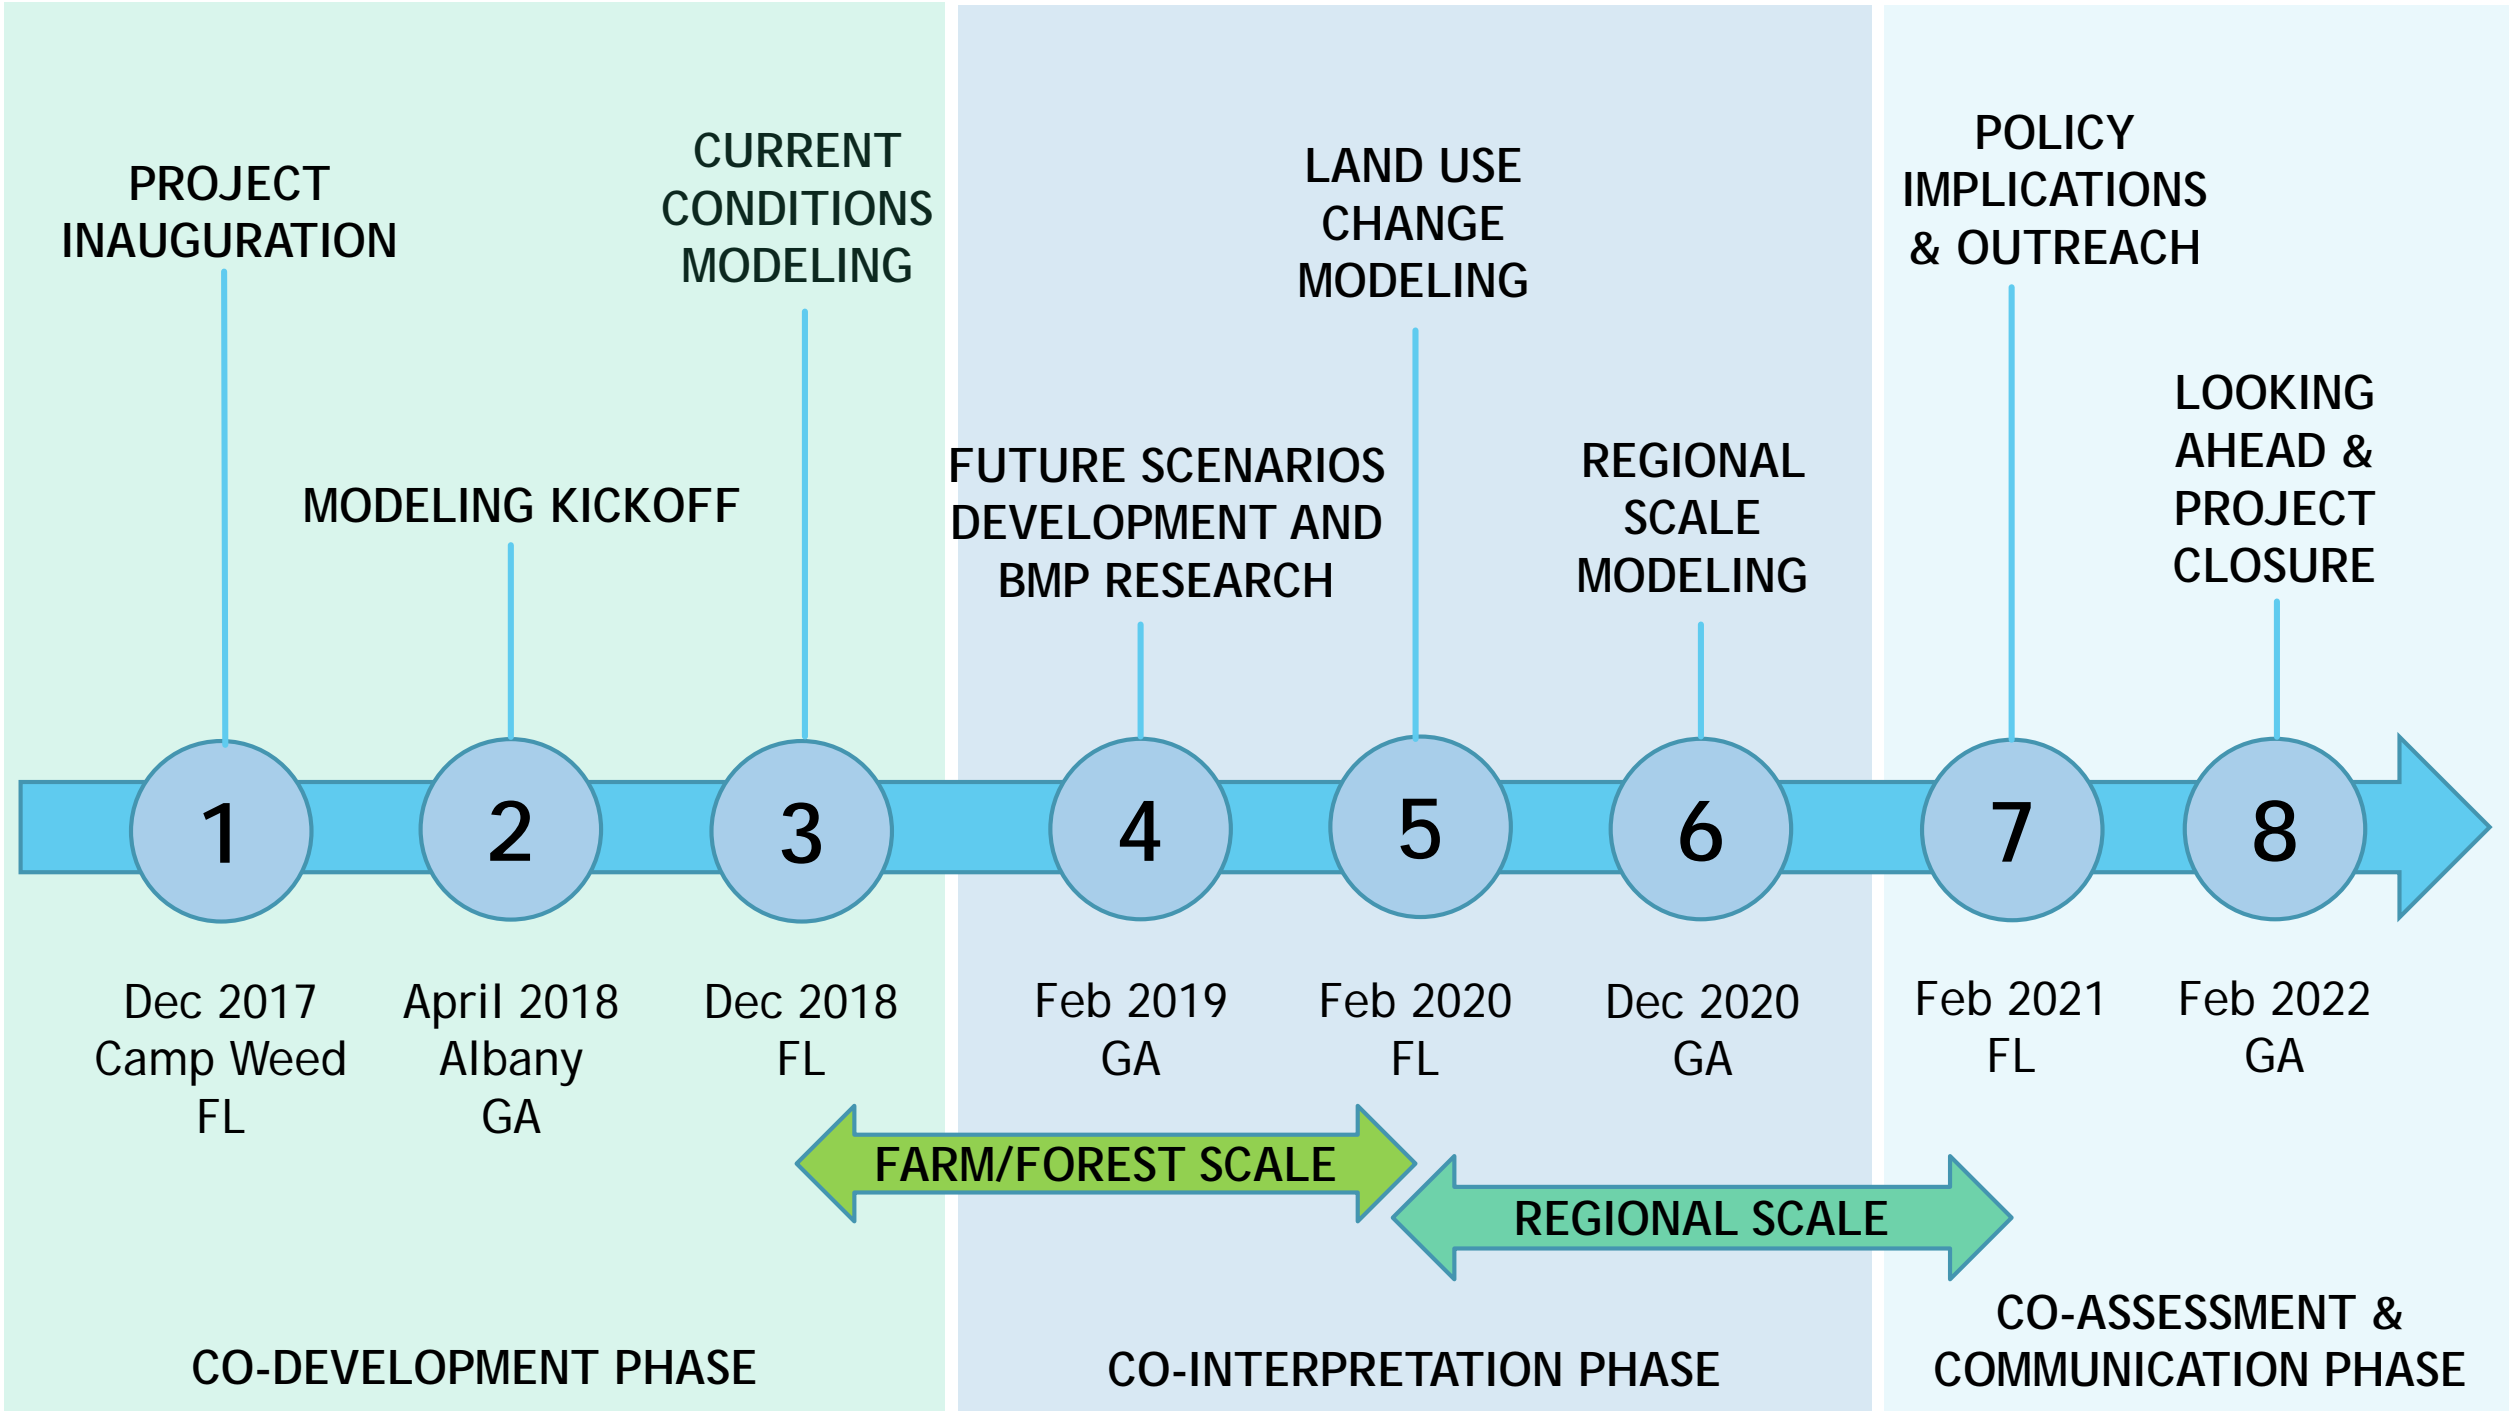 PROJECT
INAUGURATION
MODELING KICKOFF
CURRENT
CONDITIONS
MODELING
FUTURE SCENARIOS
DEVELOPMENT AND
BMP RESEARCH
LAND USE
CHANGE
MODELING
REGIONAL
SCALE
MODELING
POLICY
IMPLICATIONS
& OUTREACH
LOOKING
AHEAD &
PROJECT
CLOSURE
1
2
3
4
5
6
7
8
Dec 2017
Camp Weed
FL
April 2018
Albany
GA
Dec 2018
FL
Feb 2019
GA
Feb 2020
FL
Dec 2020
GA
Feb 2021
FL
Feb 2022
GA
FARM/FOREST SCALE
REGIONAL SCALE
CO-DEVELOPMENT PHASE
CO-INTERPRETATION PHASE
CO-ASSESSMENT &
COMMUNICATION PHASE